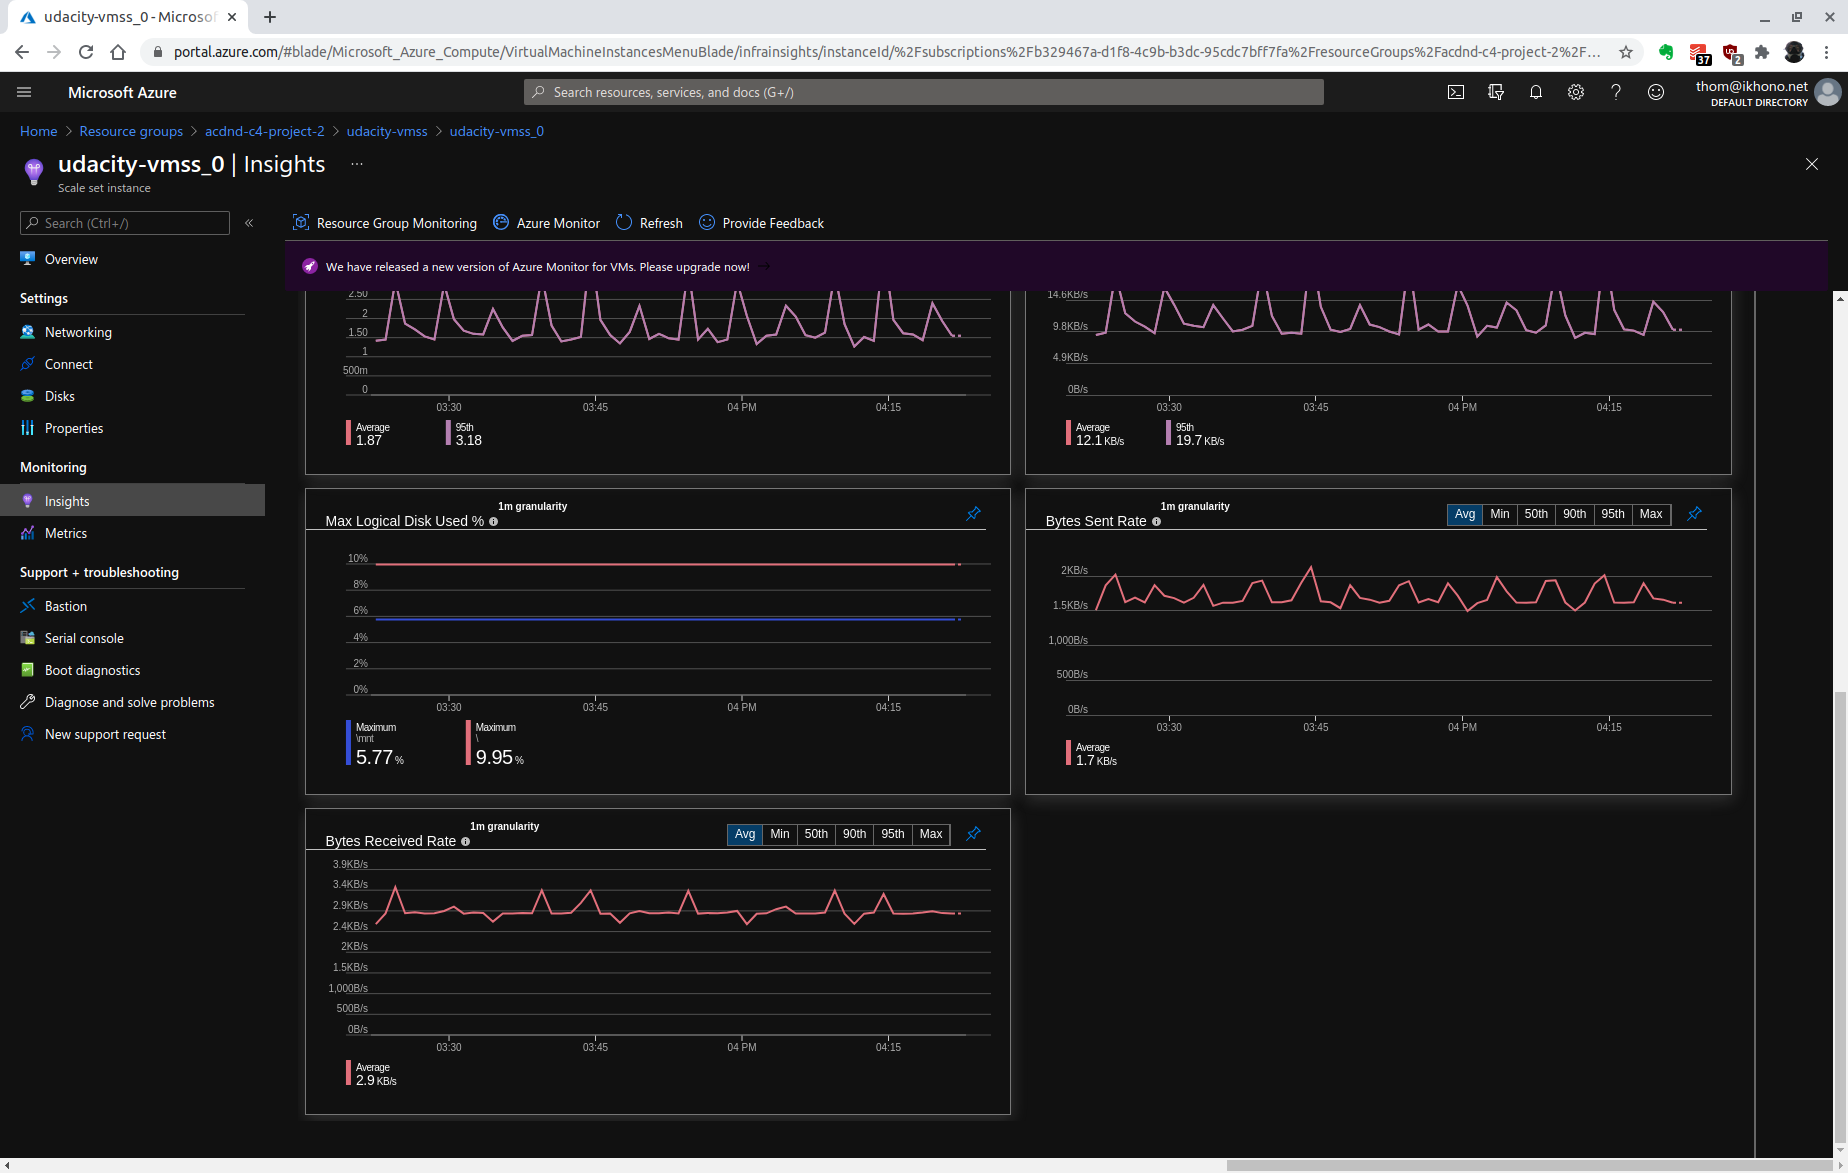 udacity-vmss_0 - Microsof
portal.azure.com/#blade/Microsoft_Azure_Compute/VirtualMachineInstancesMenuBlade/infrainsights/instanceId/%2Fsubscriptions%2Fb329467a-d1f8-4c9b-b3dc-95cdc7bff7fa%2FresourceGroups%2Facdnd-c4-project-2%2F...
37
2
Microsoft Azure
Search resources, services, and docs (G+/)
thom@ikhono.net
DEFAULT DIRECTORY
Home > Resource groups > acdnd-c4-project-2 > udacity-vmss > udacity-vmss_0
udacity-vmss_0 | Insights ...
Scale set instance
Search (Ctrl+/)
«
Resource Group Monitoring
Azure Monitor
Refresh
Provide Feedback
We have released a new version of Azure Monitor for VMs. Please upgrade now! →
Overview
Settings
Networking
Connect
Disks
Properties
Monitoring
Insights
Metrics
Support + troubleshooting
Bastion
Serial console
Boot diagnostics
Diagnose and solve problems
New support request
2.50
2
1.50
1
500m
0
03:30 03:45 04 PM 04:15
Average
1.87
95th
3.18
14.6KB/s
9.8KB/s
4.9KB/s
0B/s
03:30 03:45 04 PM 04:15
Average
12.1 KB/s
95th
19.7 KB/s
1m granularity
Max Logical Disk Used %
10%
8%
6%
4%
2%
0%
03:30 03:45 04 PM 04:15
Maximum
\mnt
5.77 %
Maximum
\
9.95 %
1m granularity
Bytes Sent Rate
Avg Min 50th 90th 95th Max
2KB/s
1.5KB/s
1,000B/s
500B/s
0B/s
03:30 03:45 04 PM 04:15
Average
1.7 KB/s
1m granularity
Bytes Received Rate
Avg Min 50th 90th 95th Max
3.9KB/s
3.4KB/s
2.9KB/s
2.4KB/s
2KB/s
1.5KB/s
1,000B/s
500B/s
0B/s
03:30 03:45 04 PM 04:15
Average
2.9 KB/s